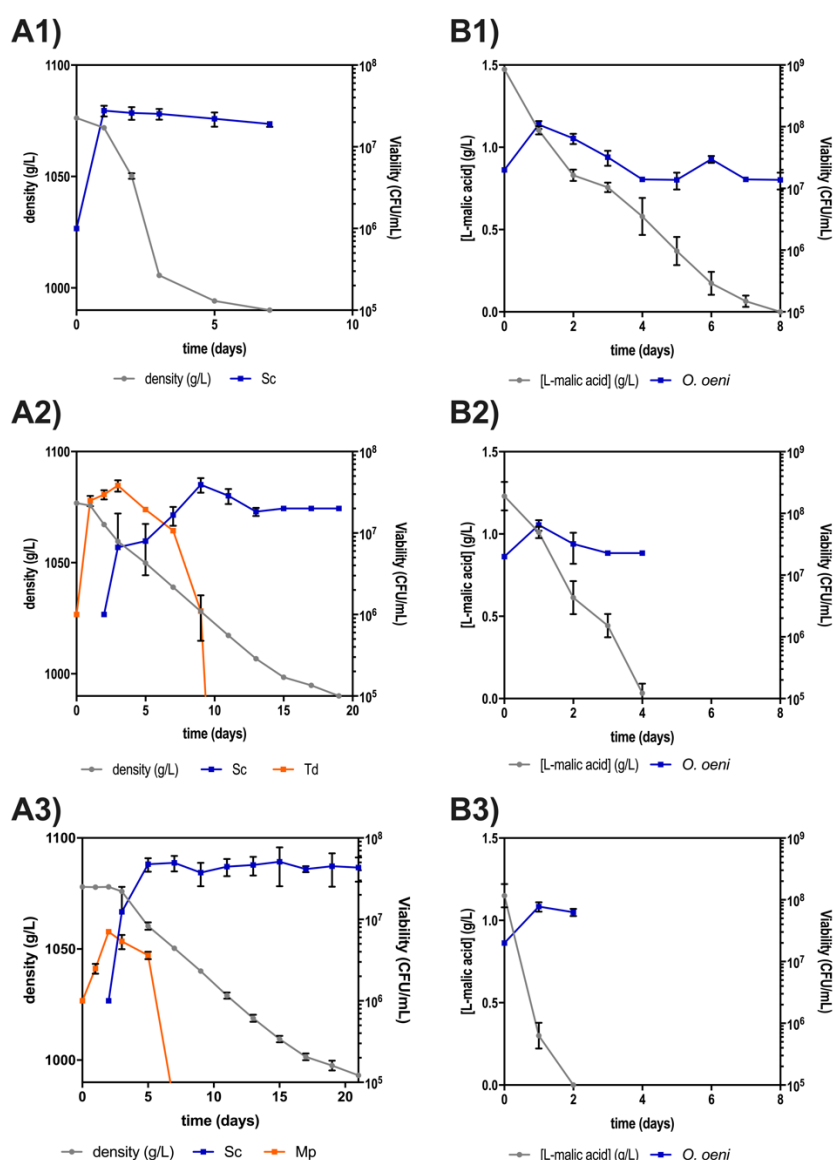 A1)
1100
1050
1000
density (g/L)
10⁸
10⁷
10⁶
10⁵
Viability (CFU/mL)
0 5 10
time (days)
density (g/L) Sc
B1)
1.5
1.0
0.5
0.0
[L-malic acid] (g/L)
10⁹
10⁸
10⁷
10⁶
10⁵
Viability (CFU/mL)
0 2 4 6 8
time (days)
[L-malic acid] (g/L) O. oeni
A2)
1100
1050
1000
density (g/L)
10⁸
10⁷
10⁶
10⁵
Viability (CFU/mL)
0 5 10 15 20
time (days)
density (g/L) Sc Td
B2)
1.5
1.0
0.5
0.0
[L-malic acid] (g/L)
10⁹
10⁸
10⁷
10⁶
10⁵
Viability (CFU/mL)
0 2 4 6 8
time (days)
[L-malic acid] (g/L) O. oeni
A3)
1100
1050
1000
density (g/L)
10⁸
10⁷
10⁶
10⁵
Viability (CFU/mL)
0 5 10 15 20
time (days)
density (g/L) Sc Mp
B3)
1.5
1.0
0.5
0.0
[L-malic acid] (g/L)
10⁹
10⁸
10⁷
10⁶
10⁵
Viability (CFU/mL)
0 2 4 6 8
time (days)
[L-malic acid] (g/L) O. oeni